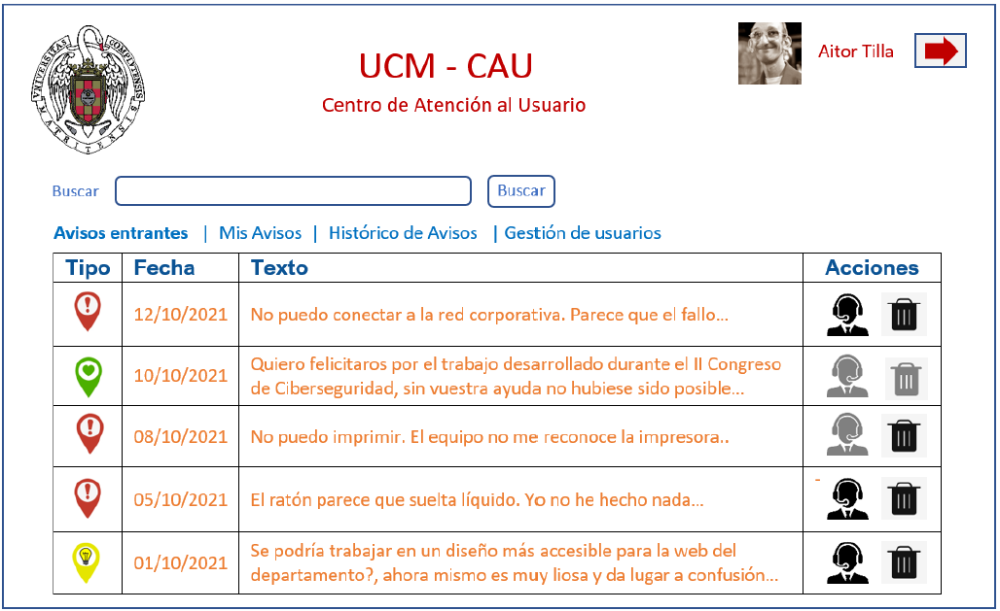 VNIVERSITAS COMPLVTENSIS
MATRITENSIS
UCM - CAU
Centro de Atención al Usuario
Aitor Tilla
Buscar
Buscar
Avisos entrantes | Mis Avisos | Histórico de Avisos | Gestión de usuarios
Tipo Fecha Texto Acciones
12/10/2021 No puedo conectar a la red corporativa. Parece que el fallo...
10/10/2021 Quiero felicitaros por el trabajo desarrollado durante el II Congreso
de Ciberseguridad, sin vuestra ayuda no hubiese sido posible...
08/10/2021 No puedo imprimir. El equipo no me reconoce la impresora..
05/10/2021 El ratón parece que suelta líquido. Yo no he hecho nada...
01/10/2021 Se podría trabajar en un diseño más accesible para la web del
departamento?, ahora mismo es muy liosa y da lugar a confusión...